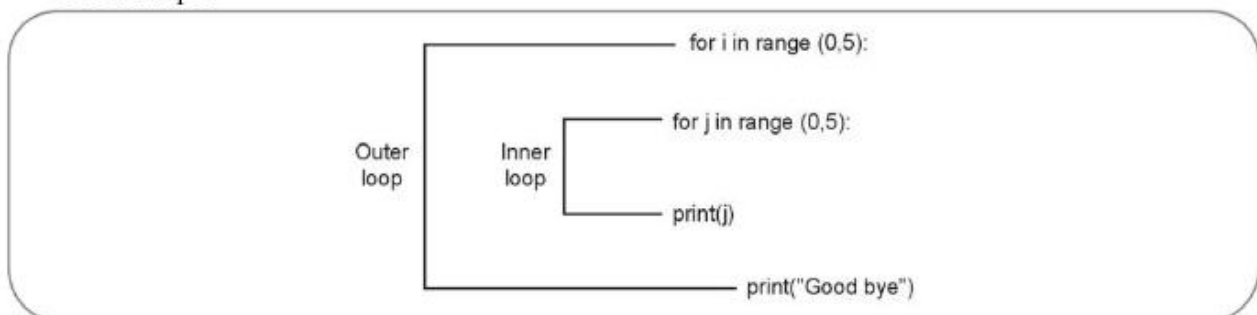 for i in range (0,5):
for j in range (0,5):
Outer
loop
Inner
loop
print(j)
print("Good bye")